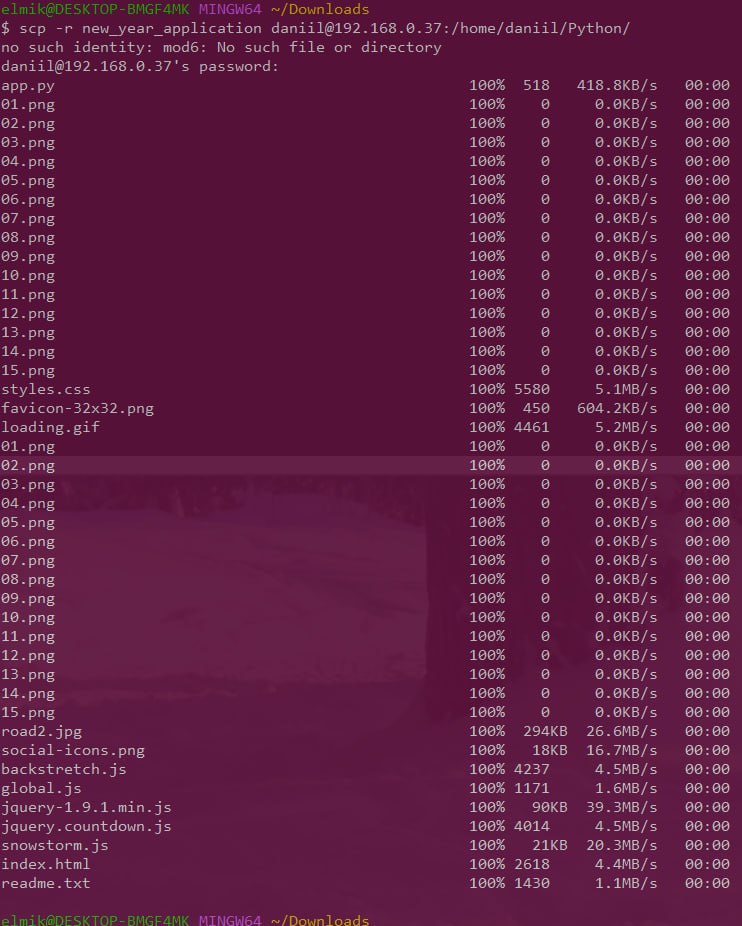 elmik@DESKTOP-BMGF4MK MINGW64 ~/Downloads
$ scp -r new_year_application daniil@192.168.0.37:/home/daniil/Python/
no such identity: mod6: No such file or directory
daniil@192.168.0.37's password:
app.py 100% 518 418.8KB/s 00:00
01.png 100% 0 0.0KB/s 00:00
02.png 100% 0 0.0KB/s 00:00
03.png 100% 0 0.0KB/s 00:00
04.png 100% 0 0.0KB/s 00:00
05.png 100% 0 0.0KB/s 00:00
06.png 100% 0 0.0KB/s 00:00
07.png 100% 0 0.0KB/s 00:00
08.png 100% 0 0.0KB/s 00:00
09.png 100% 0 0.0KB/s 00:00
10.png 100% 0 0.0KB/s 00:00
11.png 100% 0 0.0KB/s 00:00
12.png 100% 0 0.0KB/s 00:00
13.png 100% 0 0.0KB/s 00:00
14.png 100% 0 0.0KB/s 00:00
15.png 100% 0 0.0KB/s 00:00
styles.css 100% 5580 5.1MB/s 00:00
favicon-32x32.png 100% 450 604.2KB/s 00:00
loading.gif 100% 4461 5.2MB/s 00:00
01.png 100% 0 0.0KB/s 00:00
02.png 100% 0 0.0KB/s 00:00
03.png 100% 0 0.0KB/s 00:00
04.png 100% 0 0.0KB/s 00:00
05.png 100% 0 0.0KB/s 00:00
06.png 100% 0 0.0KB/s 00:00
07.png 100% 0 0.0KB/s 00:00
08.png 100% 0 0.0KB/s 00:00
09.png 100% 0 0.0KB/s 00:00
10.png 100% 0 0.0KB/s 00:00
11.png 100% 0 0.0KB/s 00:00
12.png 100% 0 0.0KB/s 00:00
13.png 100% 0 0.0KB/s 00:00
14.png 100% 0 0.0KB/s 00:00
15.png 100% 0 0.0KB/s 00:00
road2.jpg 100% 294KB 26.6MB/s 00:00
social-icons.png 100% 18KB 16.7MB/s 00:00
backstretch.js 100% 4237 4.5MB/s 00:00
global.js 100% 1171 1.6MB/s 00:00
jquery-1.9.1.min.js 100% 90KB 39.3MB/s 00:00
jquery.countdown.js 100% 4014 4.5MB/s 00:00
snowstorm.js 100% 21KB 20.3MB/s 00:00
index.html 100% 2618 4.4MB/s 00:00
readme.txt 100% 1430 1.1MB/s 00:00
elmik@DESKTOP-BMGF4MK MINGW64 ~/Downloads